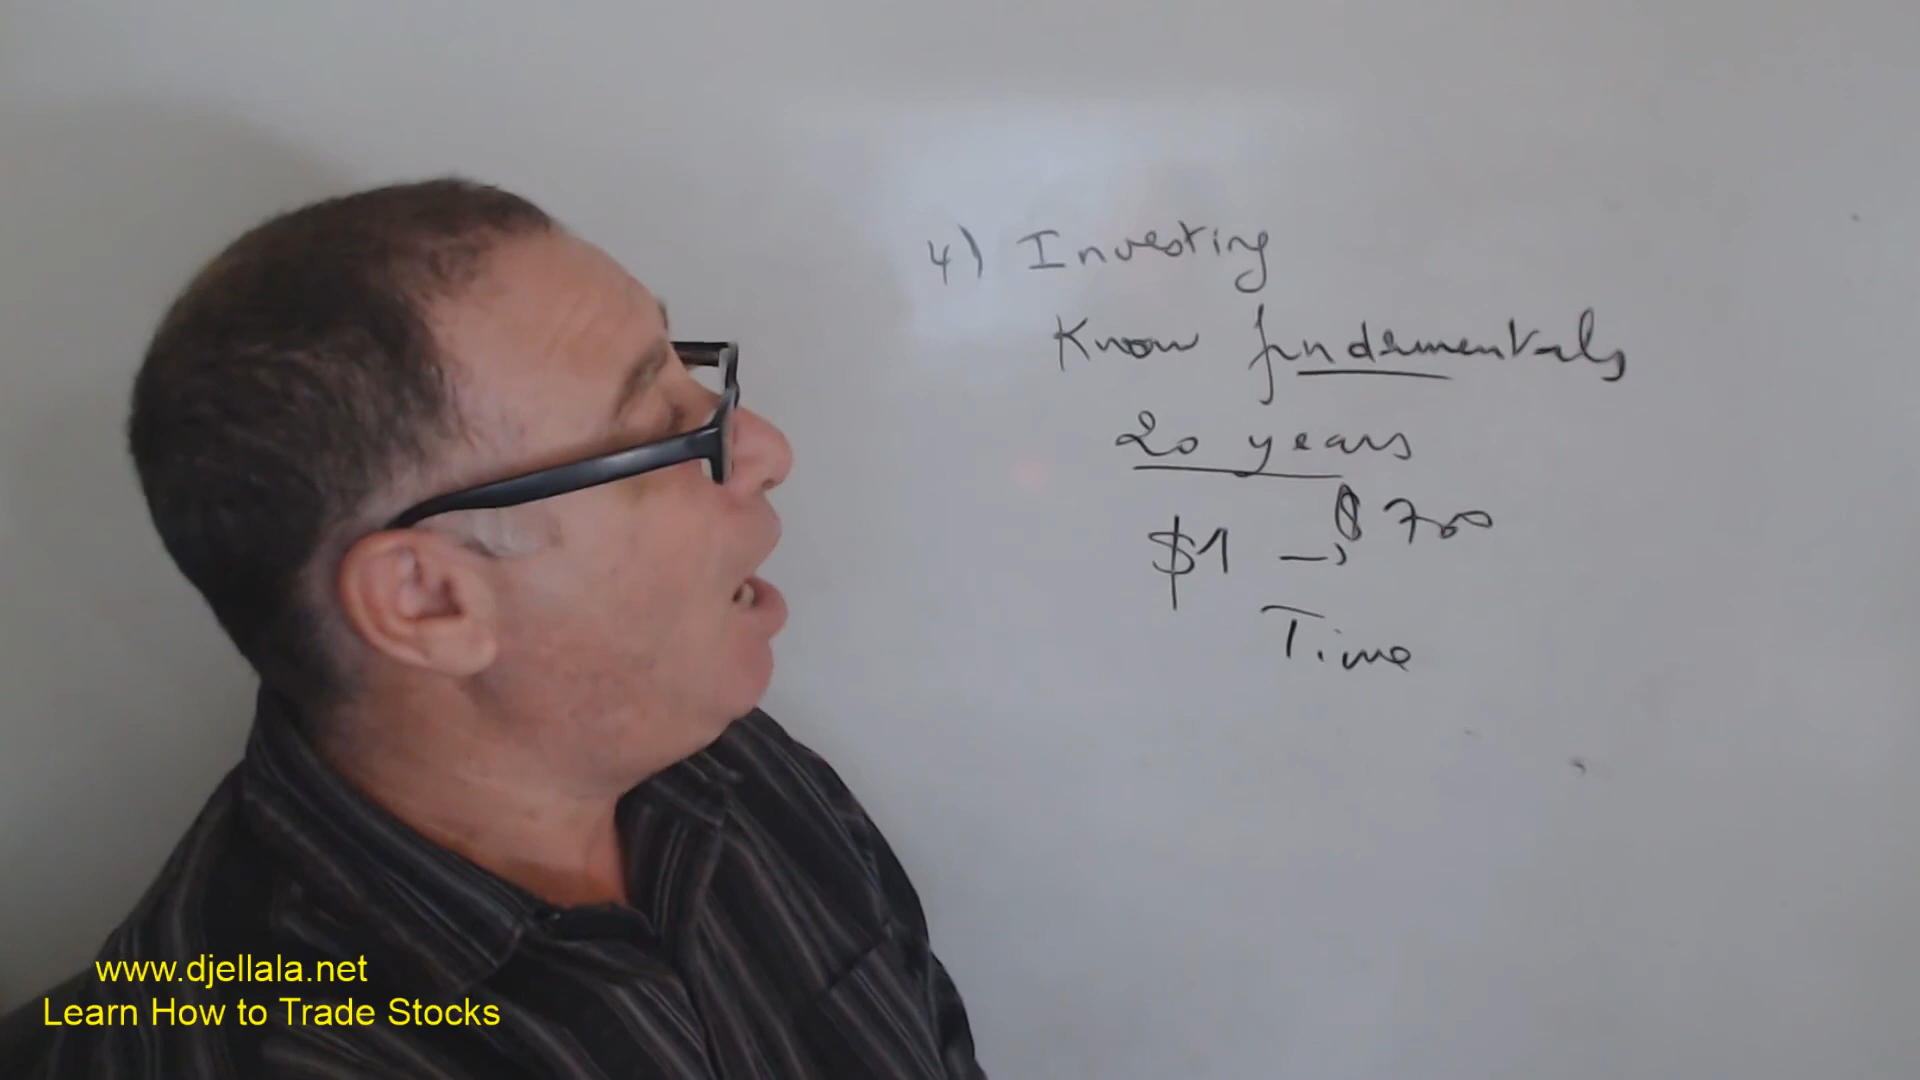 4) Investing
Know fundamentals
20 years
$1 → $700
Time
www.djellala.net
Learn How to Trade Stocks